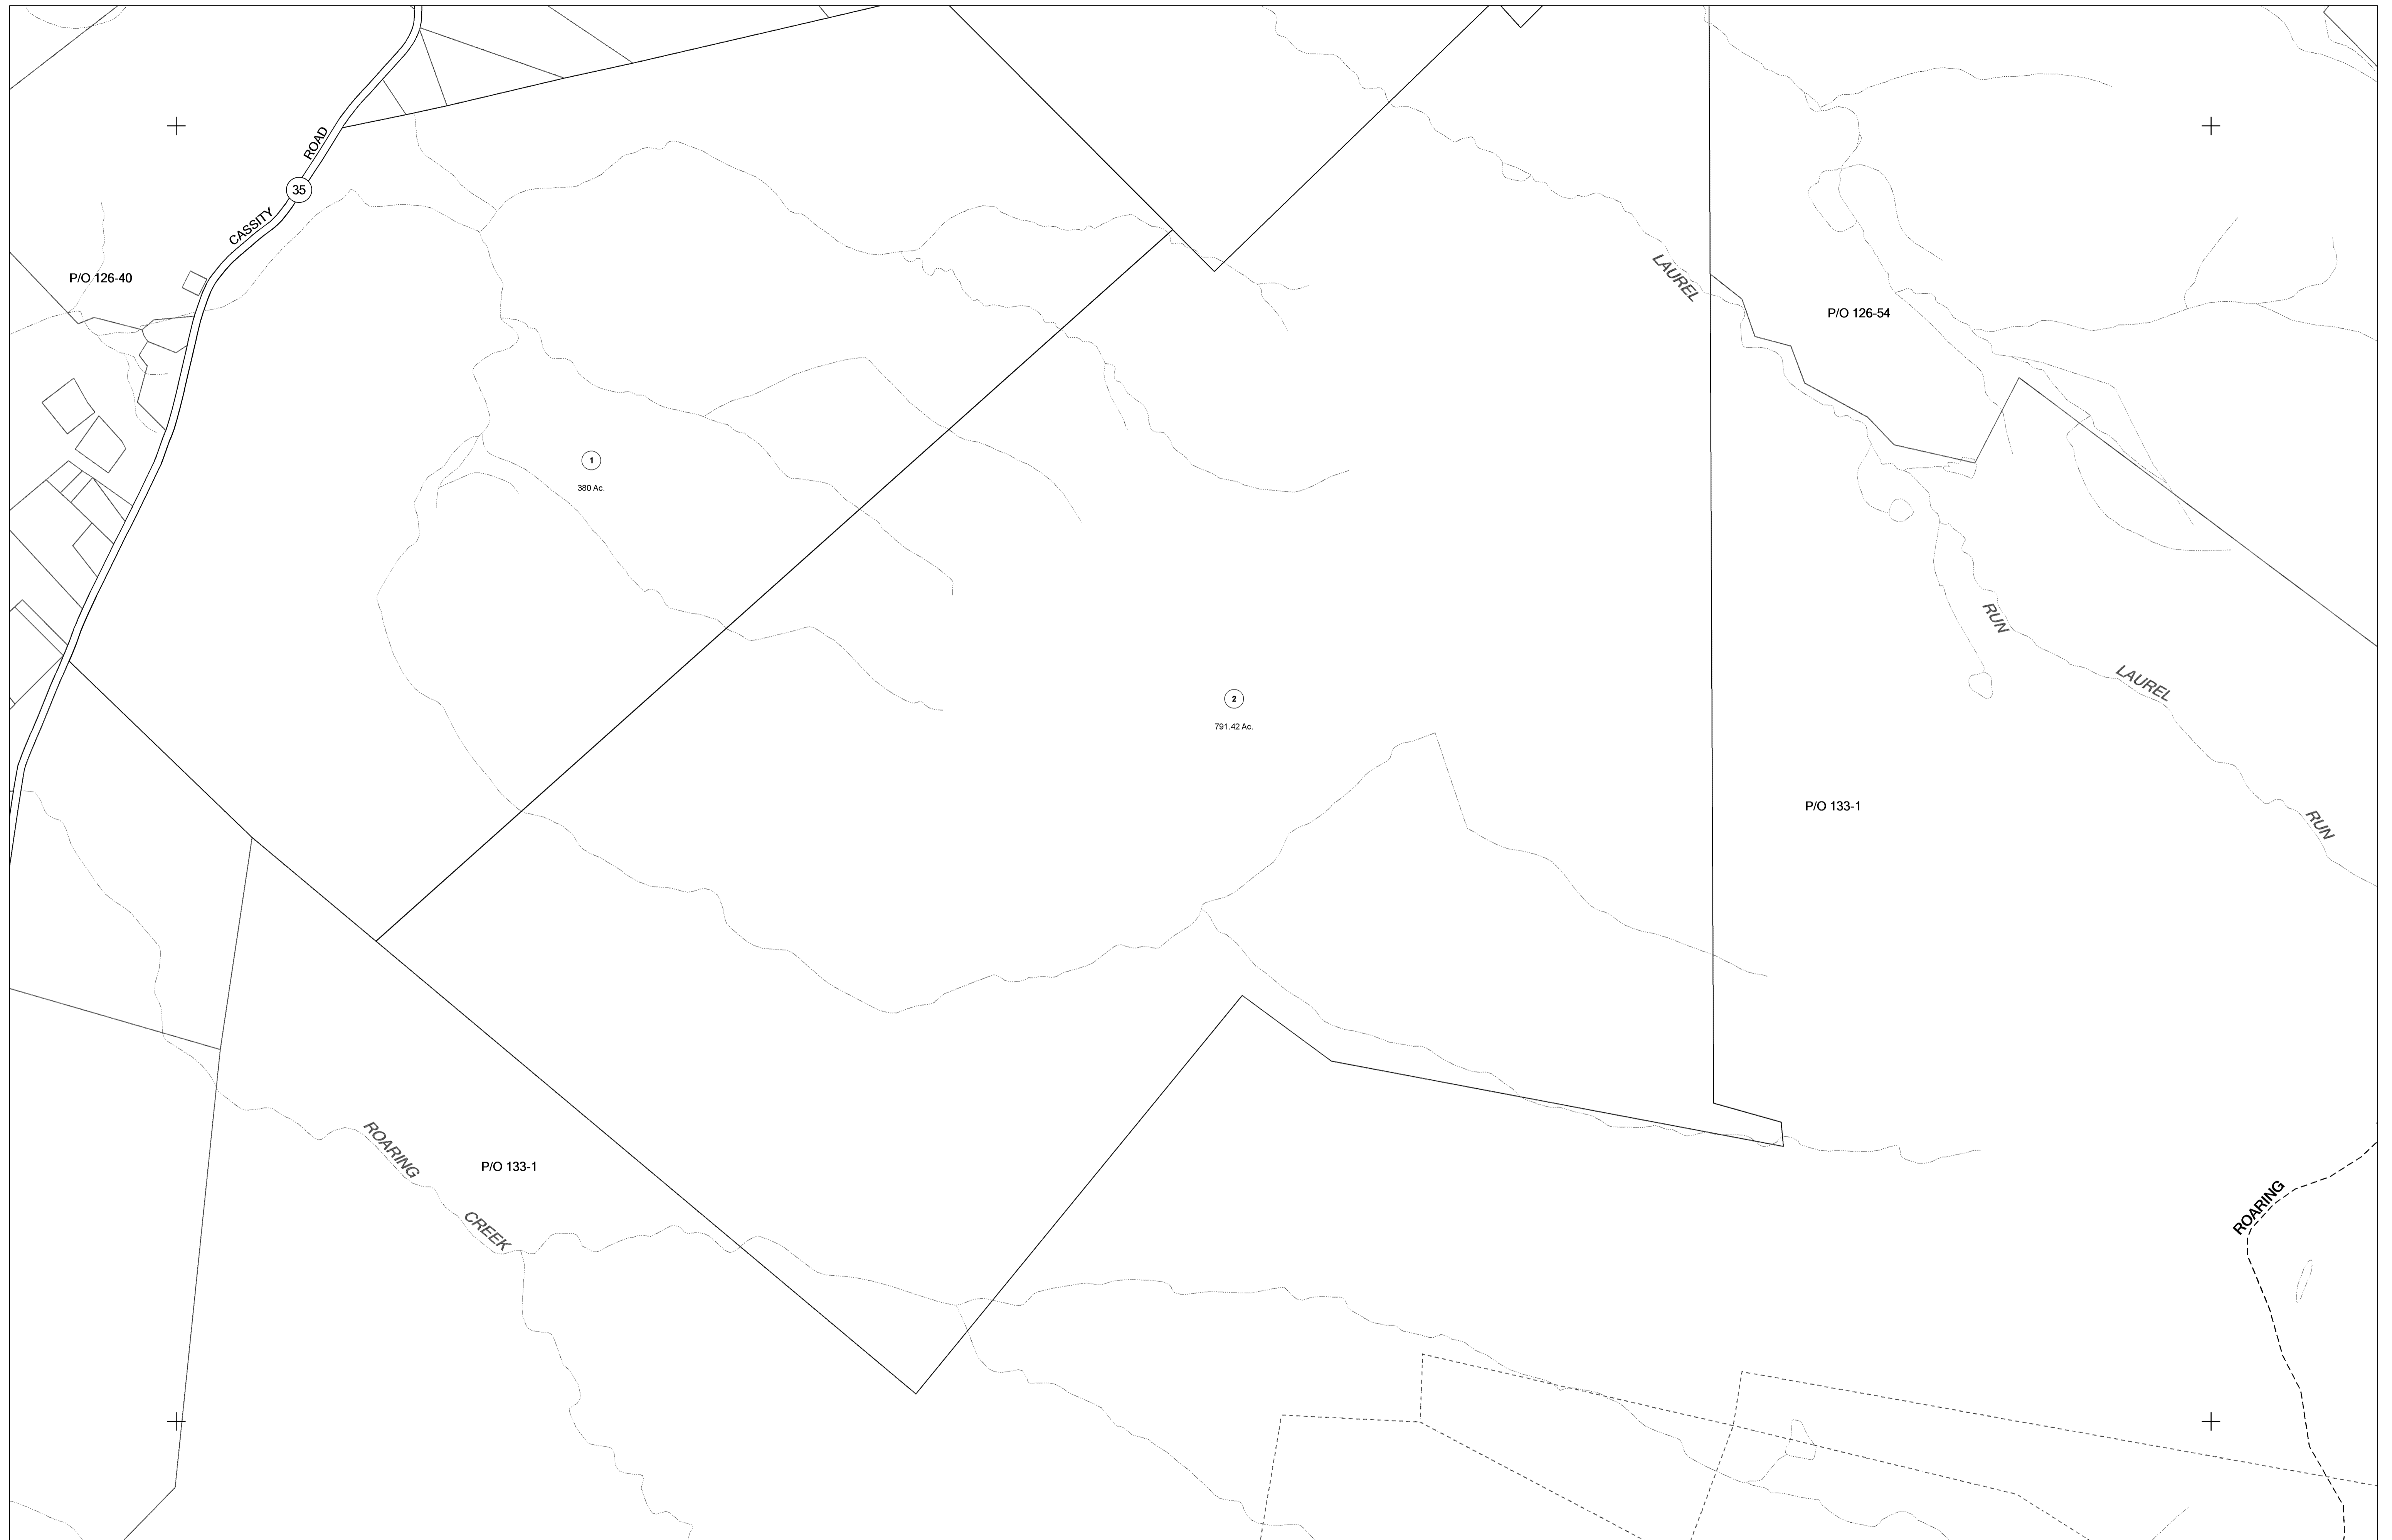 ROAD
35
CASSITY
P/O 126-40
LAUREL
P/O 126-54
1
380 Ac.
RUN
LAUREL
2
791.42 Ac.
P/O 133-1
RUN
ROARING
P/O 133-1
CREEK
ROARING